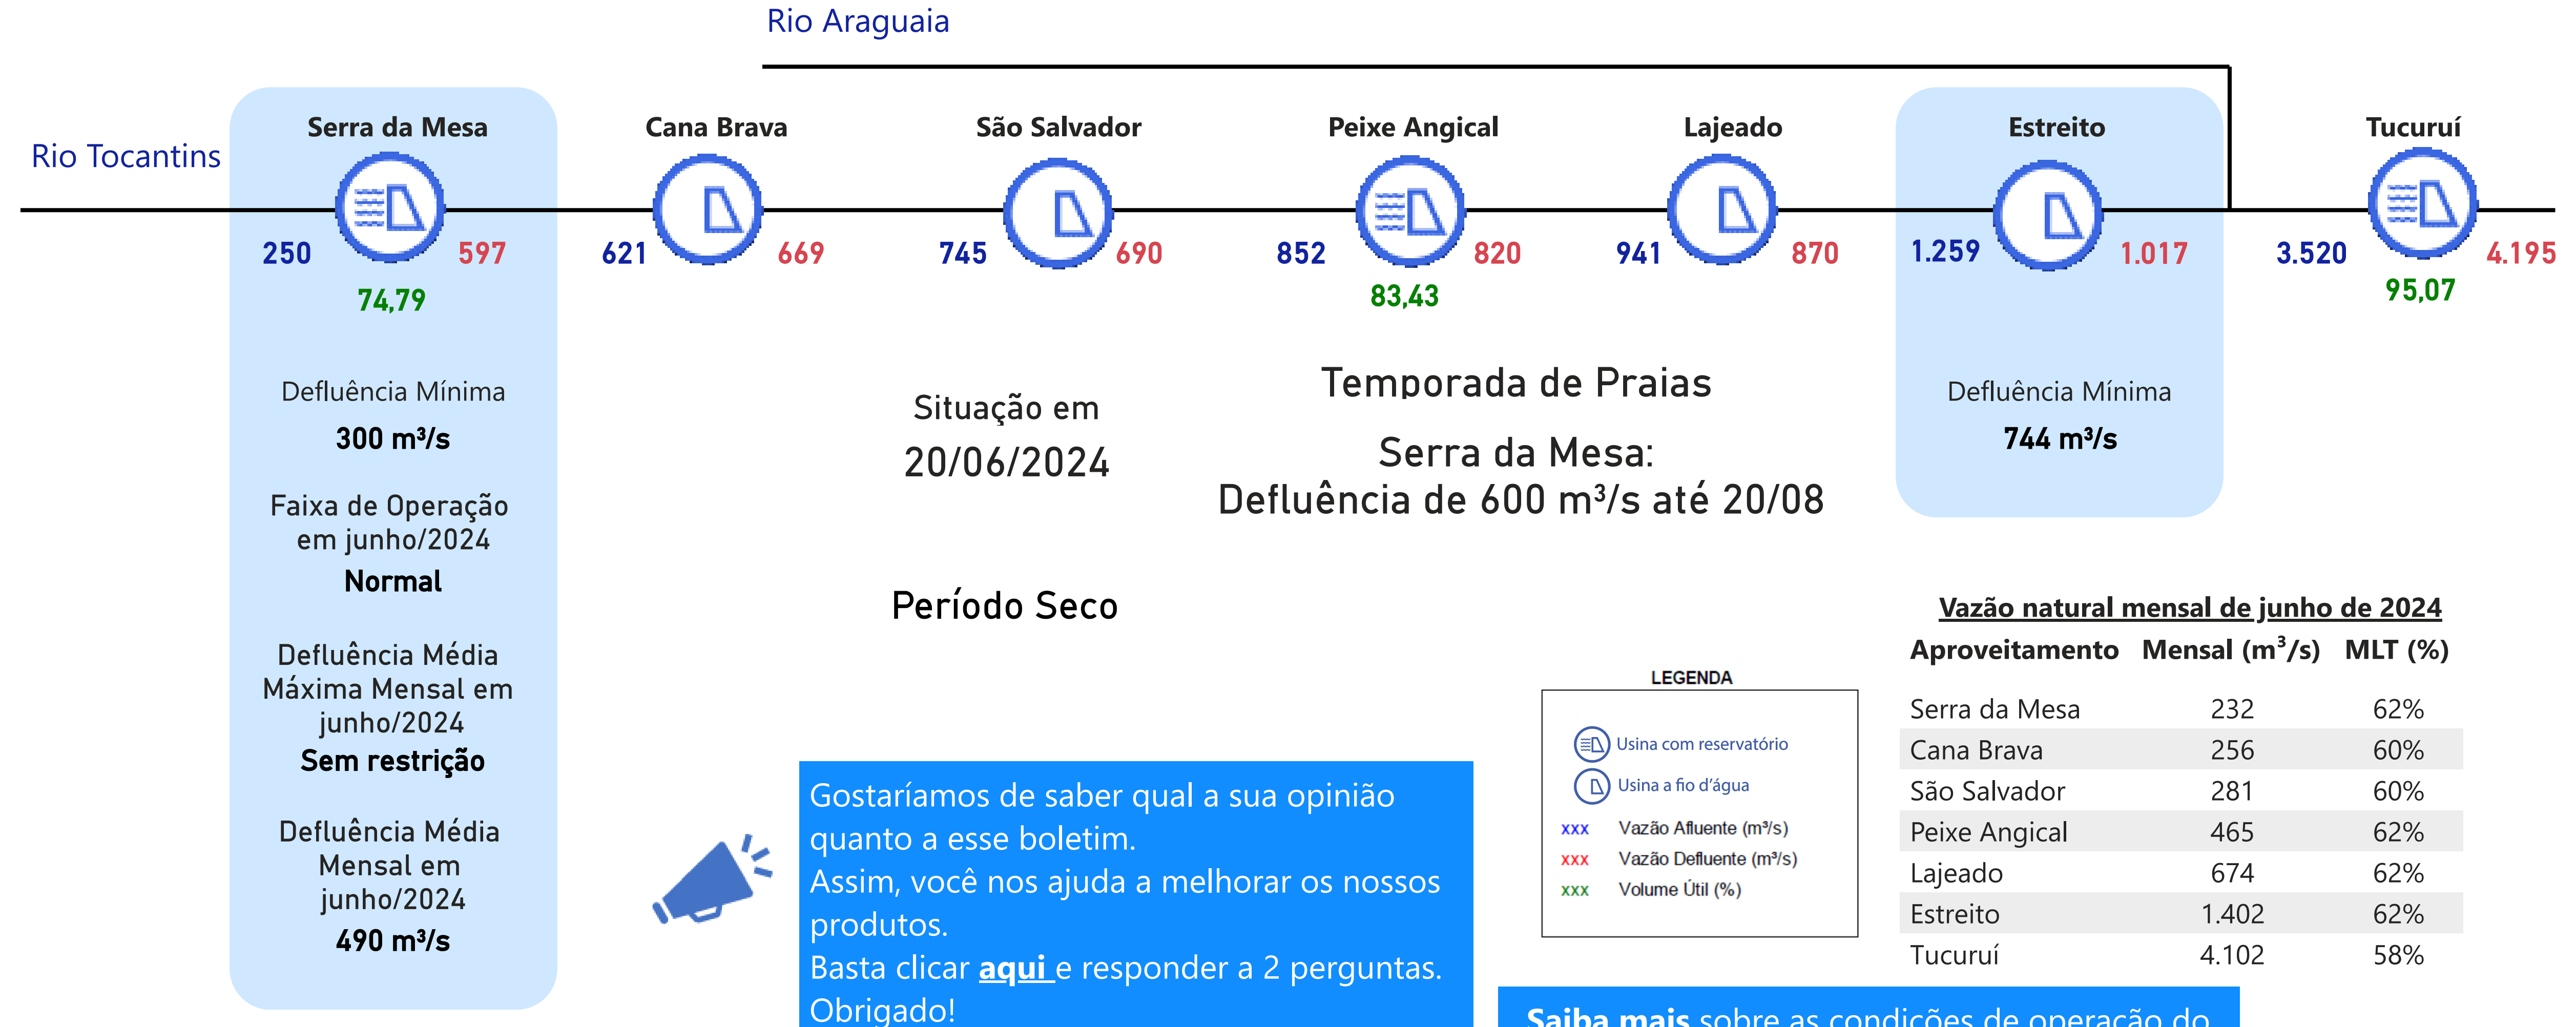 Rio Araguaia
Rio Tocantins
Serra da Mesa
Cana Brava
São Salvador
Peixe Angical
Lajeado
Estreito
Tucuruí
250
597
621
669
745
690
852
820
941
870
1.259
1.017
3.520
4.195
74,79
83,43
95,07
Defluência Mínima
300 m³/s
Faixa de Operação
em junho/2024
Normal
Defluência Média
Máxima Mensal em
junho/2024
Sem restrição
Defluência Média
Mensal em
junho/2024
490 m³/s
Situação em
20/06/2024
Período Seco
Temporada de Praias
Serra da Mesa:
Defluência de 600 m³/s até 20/08
Defluência Mínima
744 m³/s
Gostaríamos de saber qual a sua opinião
quanto a esse boletim.
Assim, você nos ajuda a melhorar os nossos
produtos.
Basta clicar aqui e responder a 2 perguntas.
Obrigado!
LEGENDA
Usina com reservatório
Usina a fio d'água
xxx Vazão Afluente (m³/s)
xxx Vazão Defluente (m³/s)
xxx Volume Útil (%)
Vazão natural mensal de junho de 2024
Aproveitamento Mensal (m³/s) MLT (%)
Serra da Mesa 232 62%
Cana Brava 256 60%
São Salvador 281 60%
Peixe Angical 465 62%
Lajeado 674 62%
Estreito 1.402 62%
Tucuruí 4.102 58%
Saiba mais sobre as condições de operação do